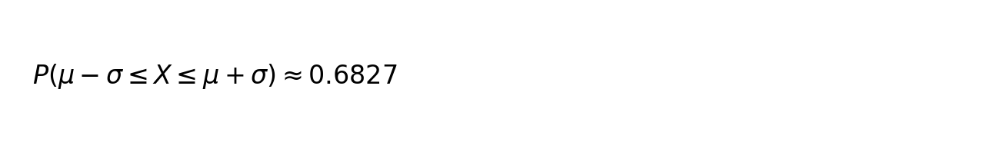 P(μ − σ ≤ X ≤ μ + σ) ≈ 0.6827